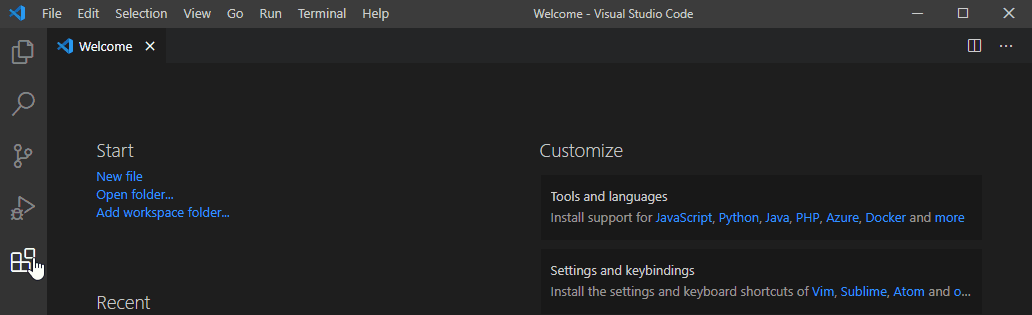 File Edit Selection View Go Run Terminal Help Welcome - Visual Studio Code
Welcome
Start
New file
Open folder...
Add workspace folder...
Recent
Customize
Tools and languages
Install support for JavaScript, Python, Java, PHP, Azure, Docker and more
Settings and keybindings
Install the settings and keyboard shortcuts of Vim, Sublime, Atom and o...